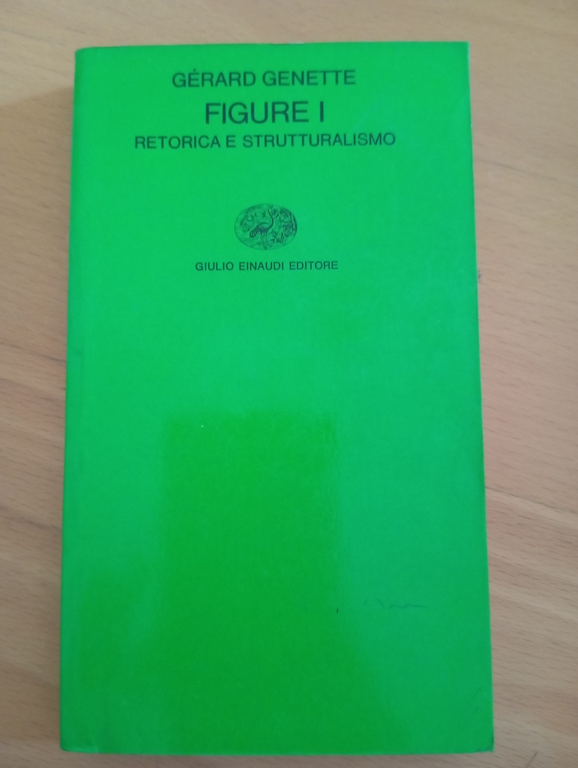 GÉRARD GENETTE
FIGURE I
RETORICA E STRUTTURALISMO
GIULIO EINAUDI EDITORE